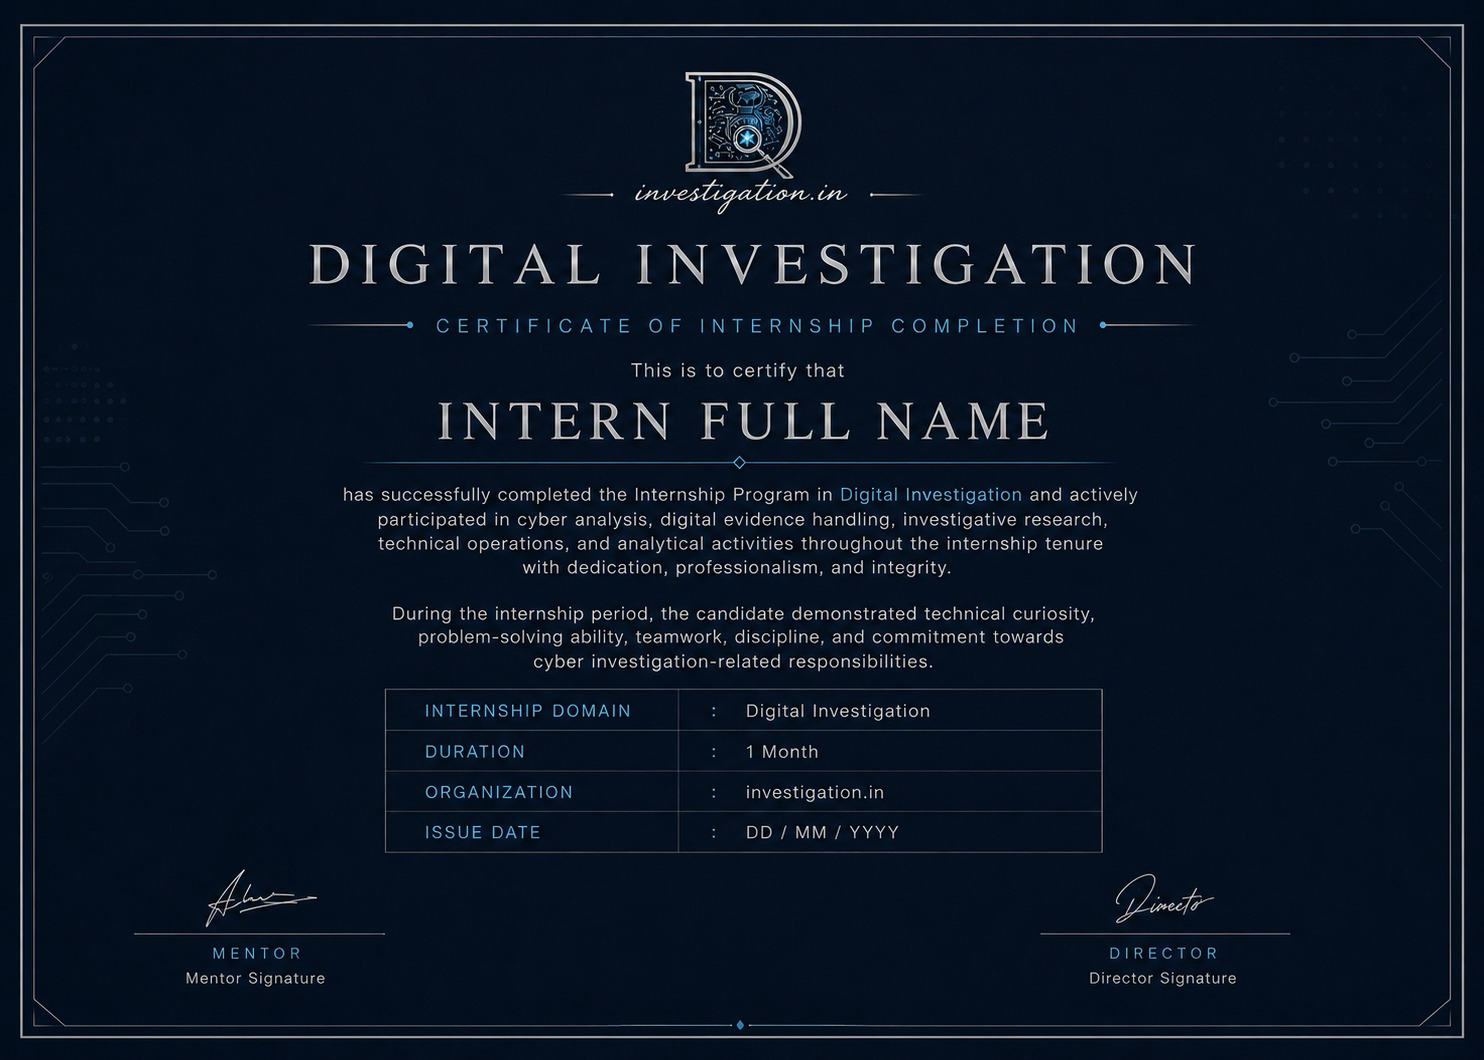 D
investigation.in
DIGITAL INVESTIGATION
CERTIFICATE OF INTERNSHIP COMPLETION
This is to certify that
INTERN FULL NAME
has successfully completed the Internship Program in Digital Investigation and actively
participated in cyber analysis, digital evidence handling, investigative research,
technical operations, and analytical activities throughout the internship tenure
with dedication, professionalism, and integrity.
During the internship period, the candidate demonstrated technical curiosity,
problem-solving ability, teamwork, discipline, and commitment towards
cyber investigation-related responsibilities.
INTERNSHIP DOMAIN : Digital Investigation
DURATION : 1 Month
ORGANIZATION : investigation.in
ISSUE DATE : DD / MM / YYYY
MENTOR
Mentor Signature
Directo
DIRECTOR
Director Signature